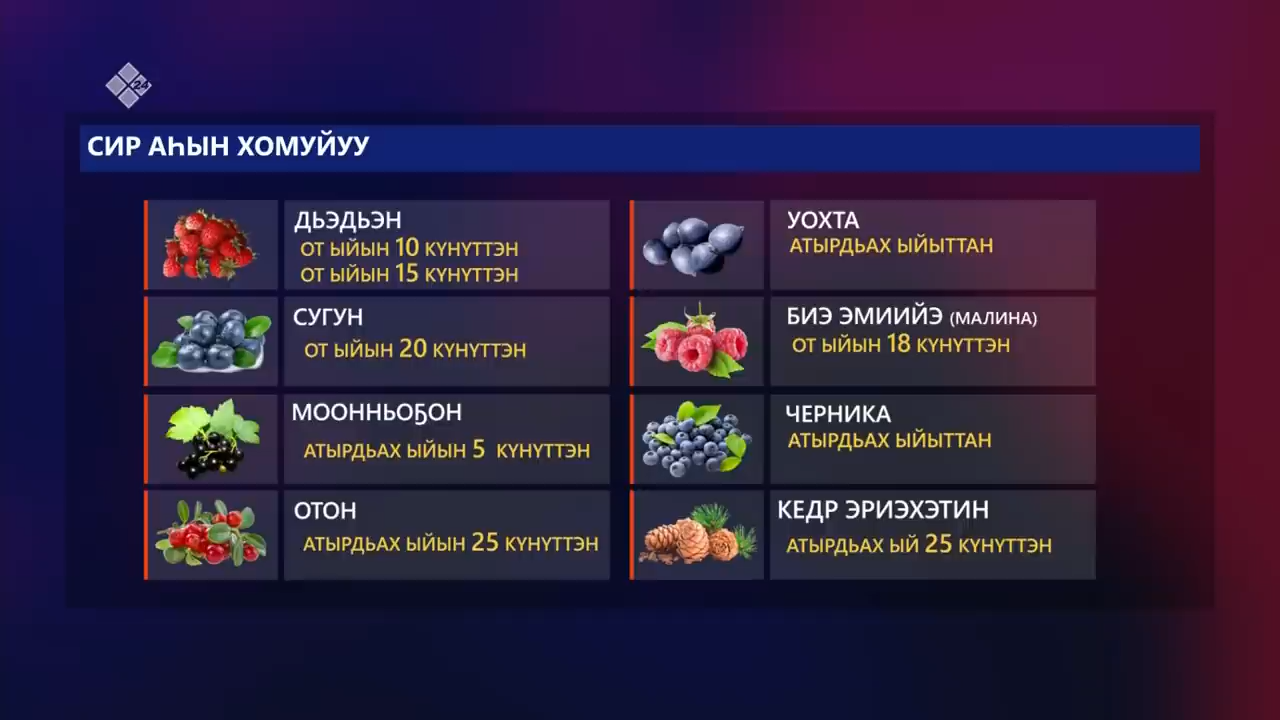 24
СИР АҺЫН ХОМУЙУУ
ДЬЭДЬЭН
ОТ ЫЙЫН 10 КҮНҮТТЭН
ОТ ЫЙЫН 15 КҮНҮТТЭН
СУГУН
ОТ ЫЙЫН 20 КҮНҮТТЭН
МООННЬОҔОН
АТЫРДЬАХ ЫЙЫН 5 КҮНҮТТЭН
ОТОН
АТЫРДЬАХ ЫЙЫН 25 КҮНҮТТЭН
УОХТА
АТЫРДЬАХ ЫЙЫТТАН
БИЭ ЭМИИЙЭ (МАЛИНА)
ОТ ЫЙЫН 18 КҮНҮТТЭН
ЧЕРНИКА
АТЫРДЬАХ ЫЙЫТТАН
КЕДР ЭРИЭХЭТИН
АТЫРДЬАХ ЫЙ 25 КҮНҮТТЭН